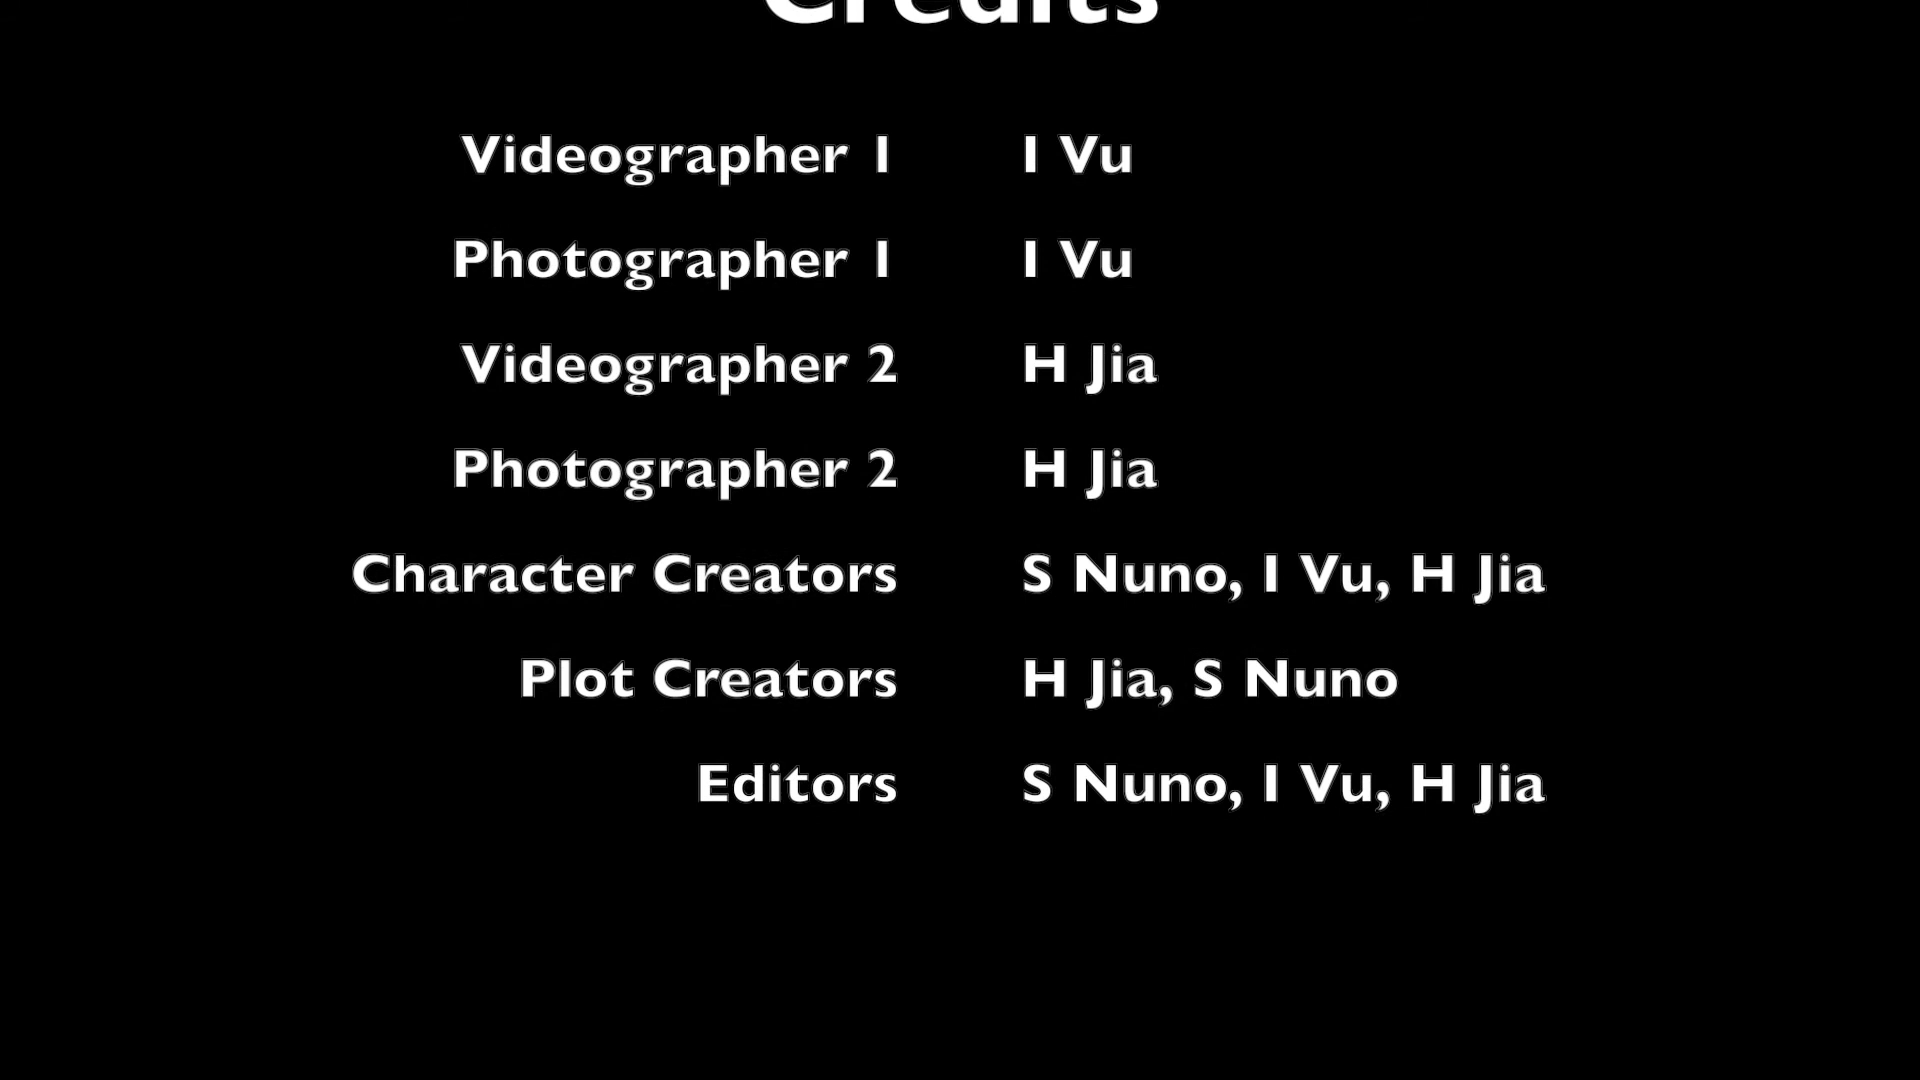 Credits
Videographer 1 I Vu
Photographer 1 I Vu
Videographer 2 H Jia
Photographer 2 H Jia
Character Creators S Nuno, I Vu, H Jia
Plot Creators H Jia, S Nuno
Editors S Nuno, I Vu, H Jia